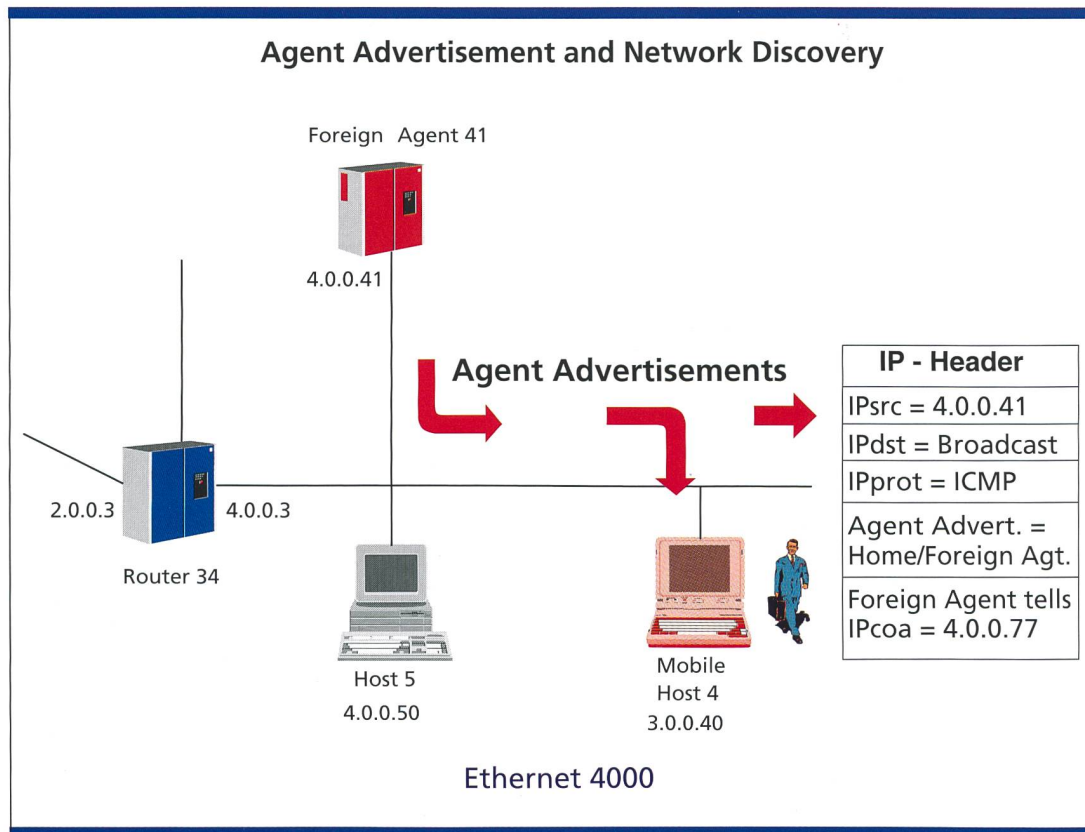 Agent Advertisement and Network Discovery
Foreign Agent 41
4.0.0.41
Agent Advertisements
IP - Header
IPsrc = 4.0.0.41
IPdst = Broadcast
IPprot = ICMP
Agent Advert. =
Home/Foreign Agt.
Foreign Agent tells
IPcoa = 4.0.0.77
2.0.0.3
4.0.0.3
Router 34
Host 5
4.0.0.50
Mobile
Host 4
3.0.0.40
Ethernet 4000